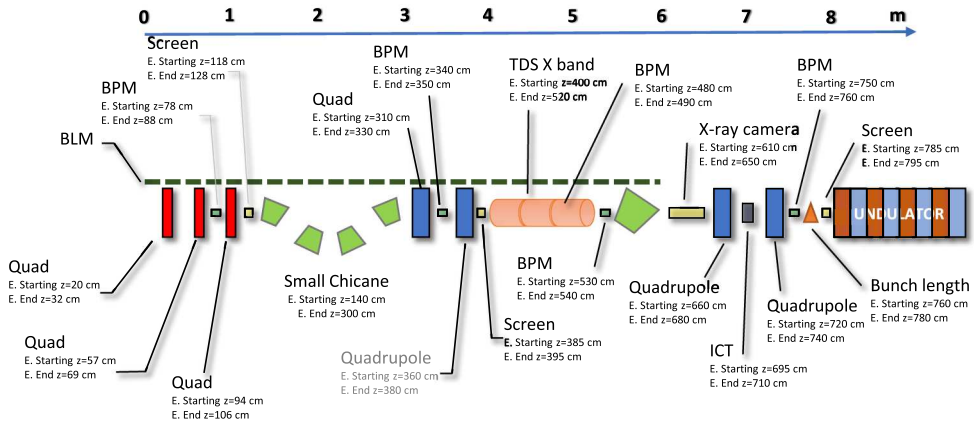 0 1 2 3 4 5 6 7 8 m
Screen
E. Starting z=118 cm
E. End z=128 cm
BPM
E. Starting z=78 cm
E. End z=88 cm
BLM
BPM
E. Starting z=340 cm
E. End z=350 cm
Quad
E. Starting z=310 cm
E. End z=330 cm
TDS X band
E. Starting z=400 cm
E. End z=520 cm
BPM
E. Starting z=480 cm
E. End z=490 cm
X-ray camera
E. Starting z=610 cm
E. End z=650 cm
BPM
E. Starting z=750 cm
E. End z=760 cm
Screen
E. Starting z=785 cm
E. End z=795 cm
UNDULATOR
Quad
E. Starting z=20 cm
E. End z=32 cm
Quad
E. Starting z=57 cm
E. End z=69 cm
Quad
E. Starting z=94 cm
E. End z=106 cm
Small Chicane
E. Starting z=140 cm
E. End z=300 cm
Quadrupole
E. Starting z=360 cm
E. End z=380 cm
Screen
E. Starting z=385 cm
E. End z=395 cm
BPM
E. Starting z=530 cm
E. End z=540 cm
Quadrupole
E. Starting z=660 cm
E. End z=680 cm
ICT
E. Starting z=695 cm
E. End z=710 cm
Quadrupole
E. Starting z=720 cm
E. End z=740 cm
Bunch length
E. Starting z=760 cm
E. End z=780 cm